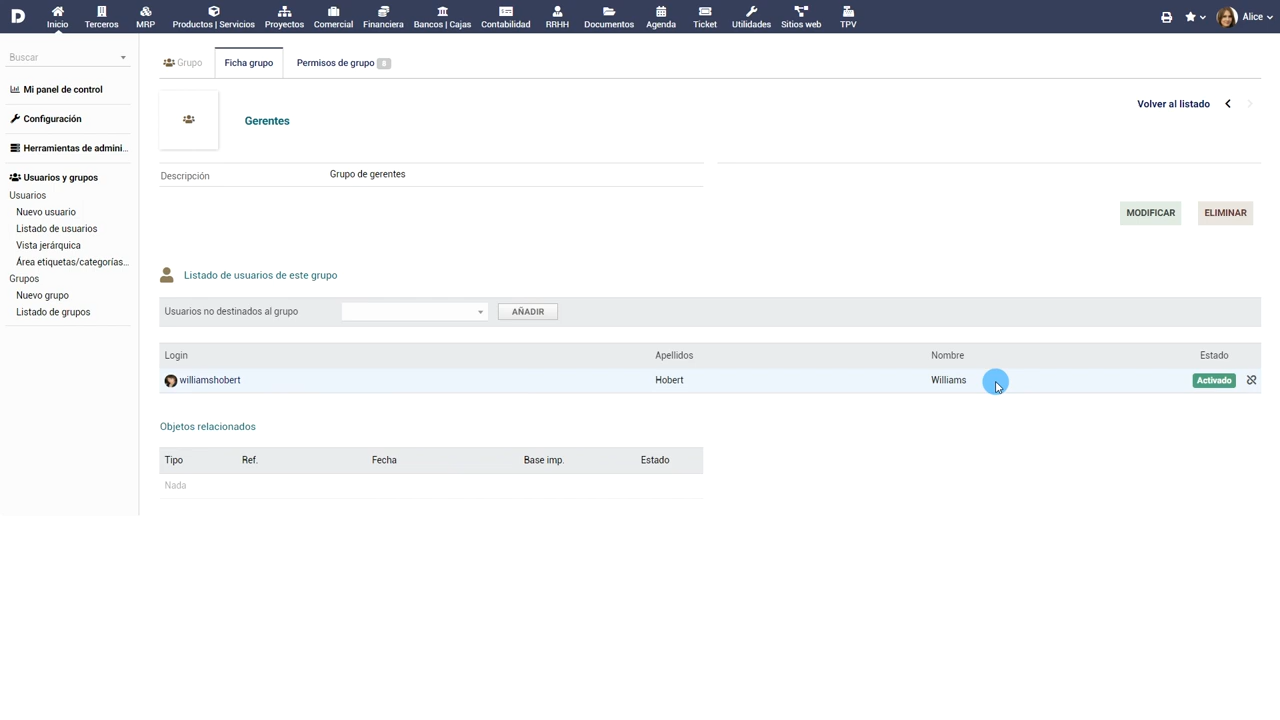 D Inicio Terceros MRP Productos | Servicios Proyectos Comercial Financiera Bancos | Cajas Contabilidad RRHH Documentos Agenda Ticket Utilidades Sitios web TPV Alice
Buscar
Mi panel de control
Configuración
Herramientas de admini...
Usuarios y grupos
Usuarios
Nuevo usuario
Listado de usuarios
Vista jerárquica
Área etiquetas/categorías...
Grupos
Nuevo grupo
Listado de grupos
Grupo Ficha grupo Permisos de grupo 8
Volver al listado
Gerentes
Descripción Grupo de gerentes
MODIFICAR ELIMINAR
Listado de usuarios de este grupo
Usuarios no destinados al grupo AÑADIR
Login Apellidos Nombre Estado
williamshobert Hobert Williams Activado
Objetos relacionados
Tipo Ref. Fecha Base imp. Estado
Nada